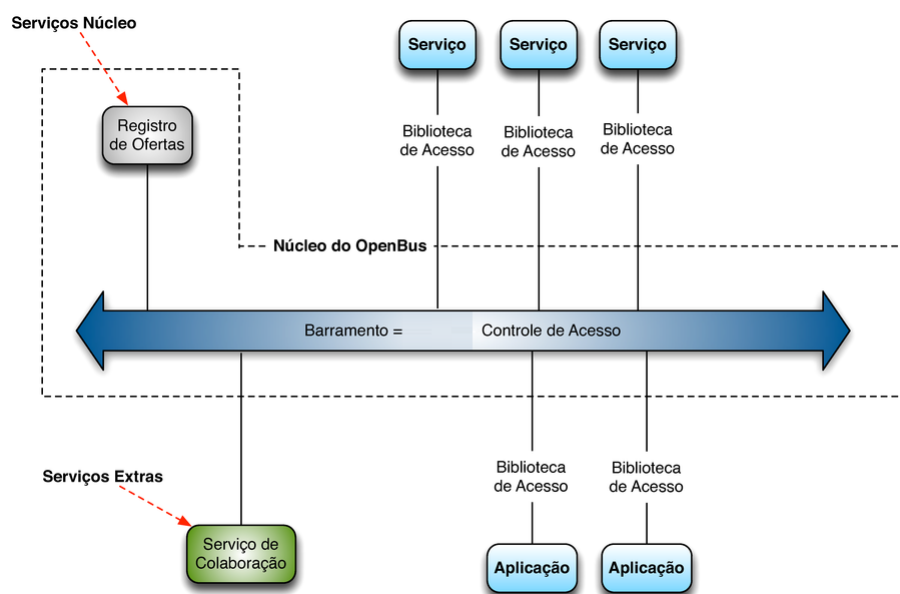 Serviços Núcleo
Serviço
Serviço
Serviço
Registro
de Ofertas
Biblioteca
de Acesso
Biblioteca
de Acesso
Biblioteca
de Acesso
Núcleo do OpenBus
Barramento =
Controle de Acesso
Biblioteca
de Acesso
Biblioteca
de Acesso
Serviços Extras
Serviço de
Colaboração
Aplicação
Aplicação